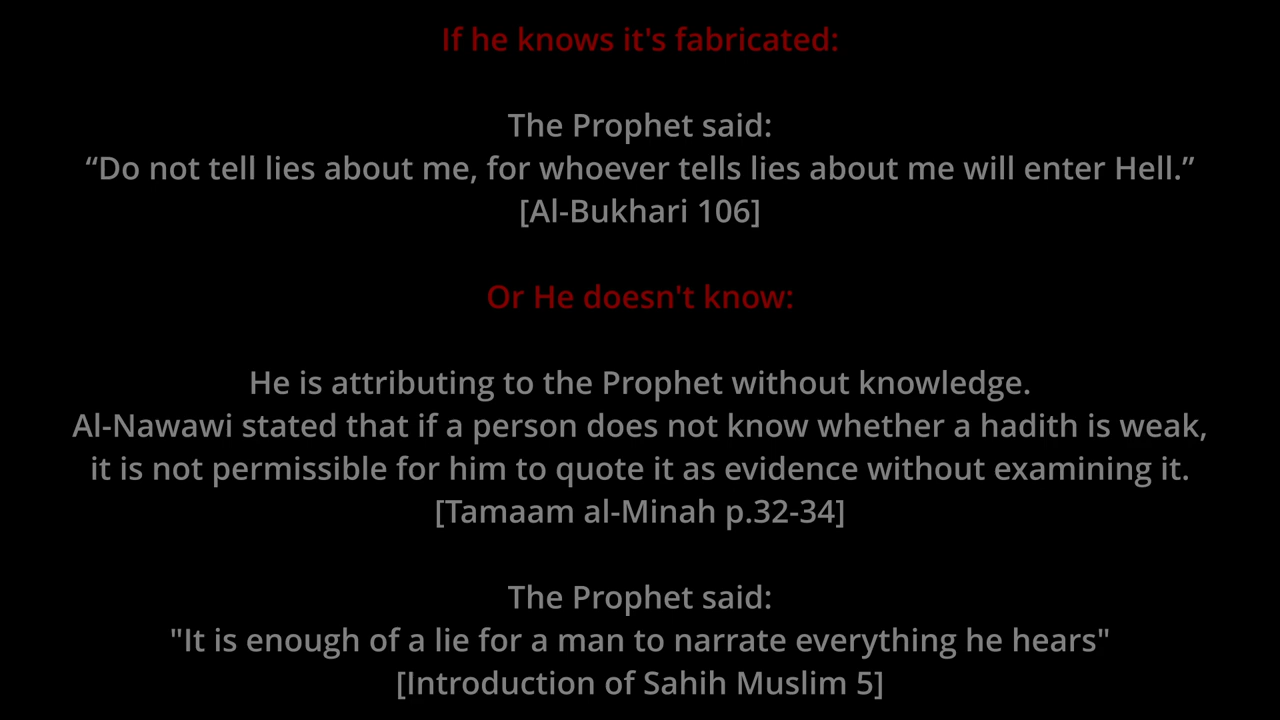 If he knows it's fabricated:
The Prophet said:
“Do not tell lies about me, for whoever tells lies about me will enter Hell.”
[Al-Bukhari 106]
Or He doesn't know:
He is attributing to the Prophet without knowledge.
Al-Nawawi stated that if a person does not know whether a hadith is weak,
it is not permissible for him to quote it as evidence without examining it.
[Tamaam al-Minah p.32-34]
The Prophet said:
"It is enough of a lie for a man to narrate everything he hears"
[Introduction of Sahih Muslim 5]